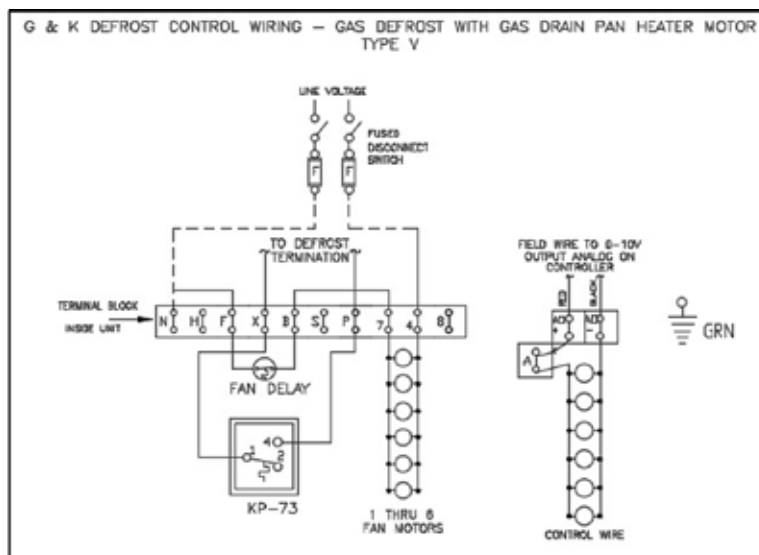 G & K DEFROST CONTROL WIRING – GAS DEFROST WITH GAS DRAIN PAN HEATER MOTOR
TYPE V
LINE VOLTAGE
FUSED
DISCONNECT
SWITCH
F F
TO DEFROST
TERMINATION
FIELD WIRE TO 0-10V
OUTPUT ANALOG ON
CONTROLLER
RED BLACK
TERMINAL BLOCK
INSIDE UNIT
N H F X B S P 7 4 8
AO + AO -
GRN
A
FAN DELAY
4
1 2
KP-73
1 THRU 6
FAN MOTORS
CONTROL WIRE